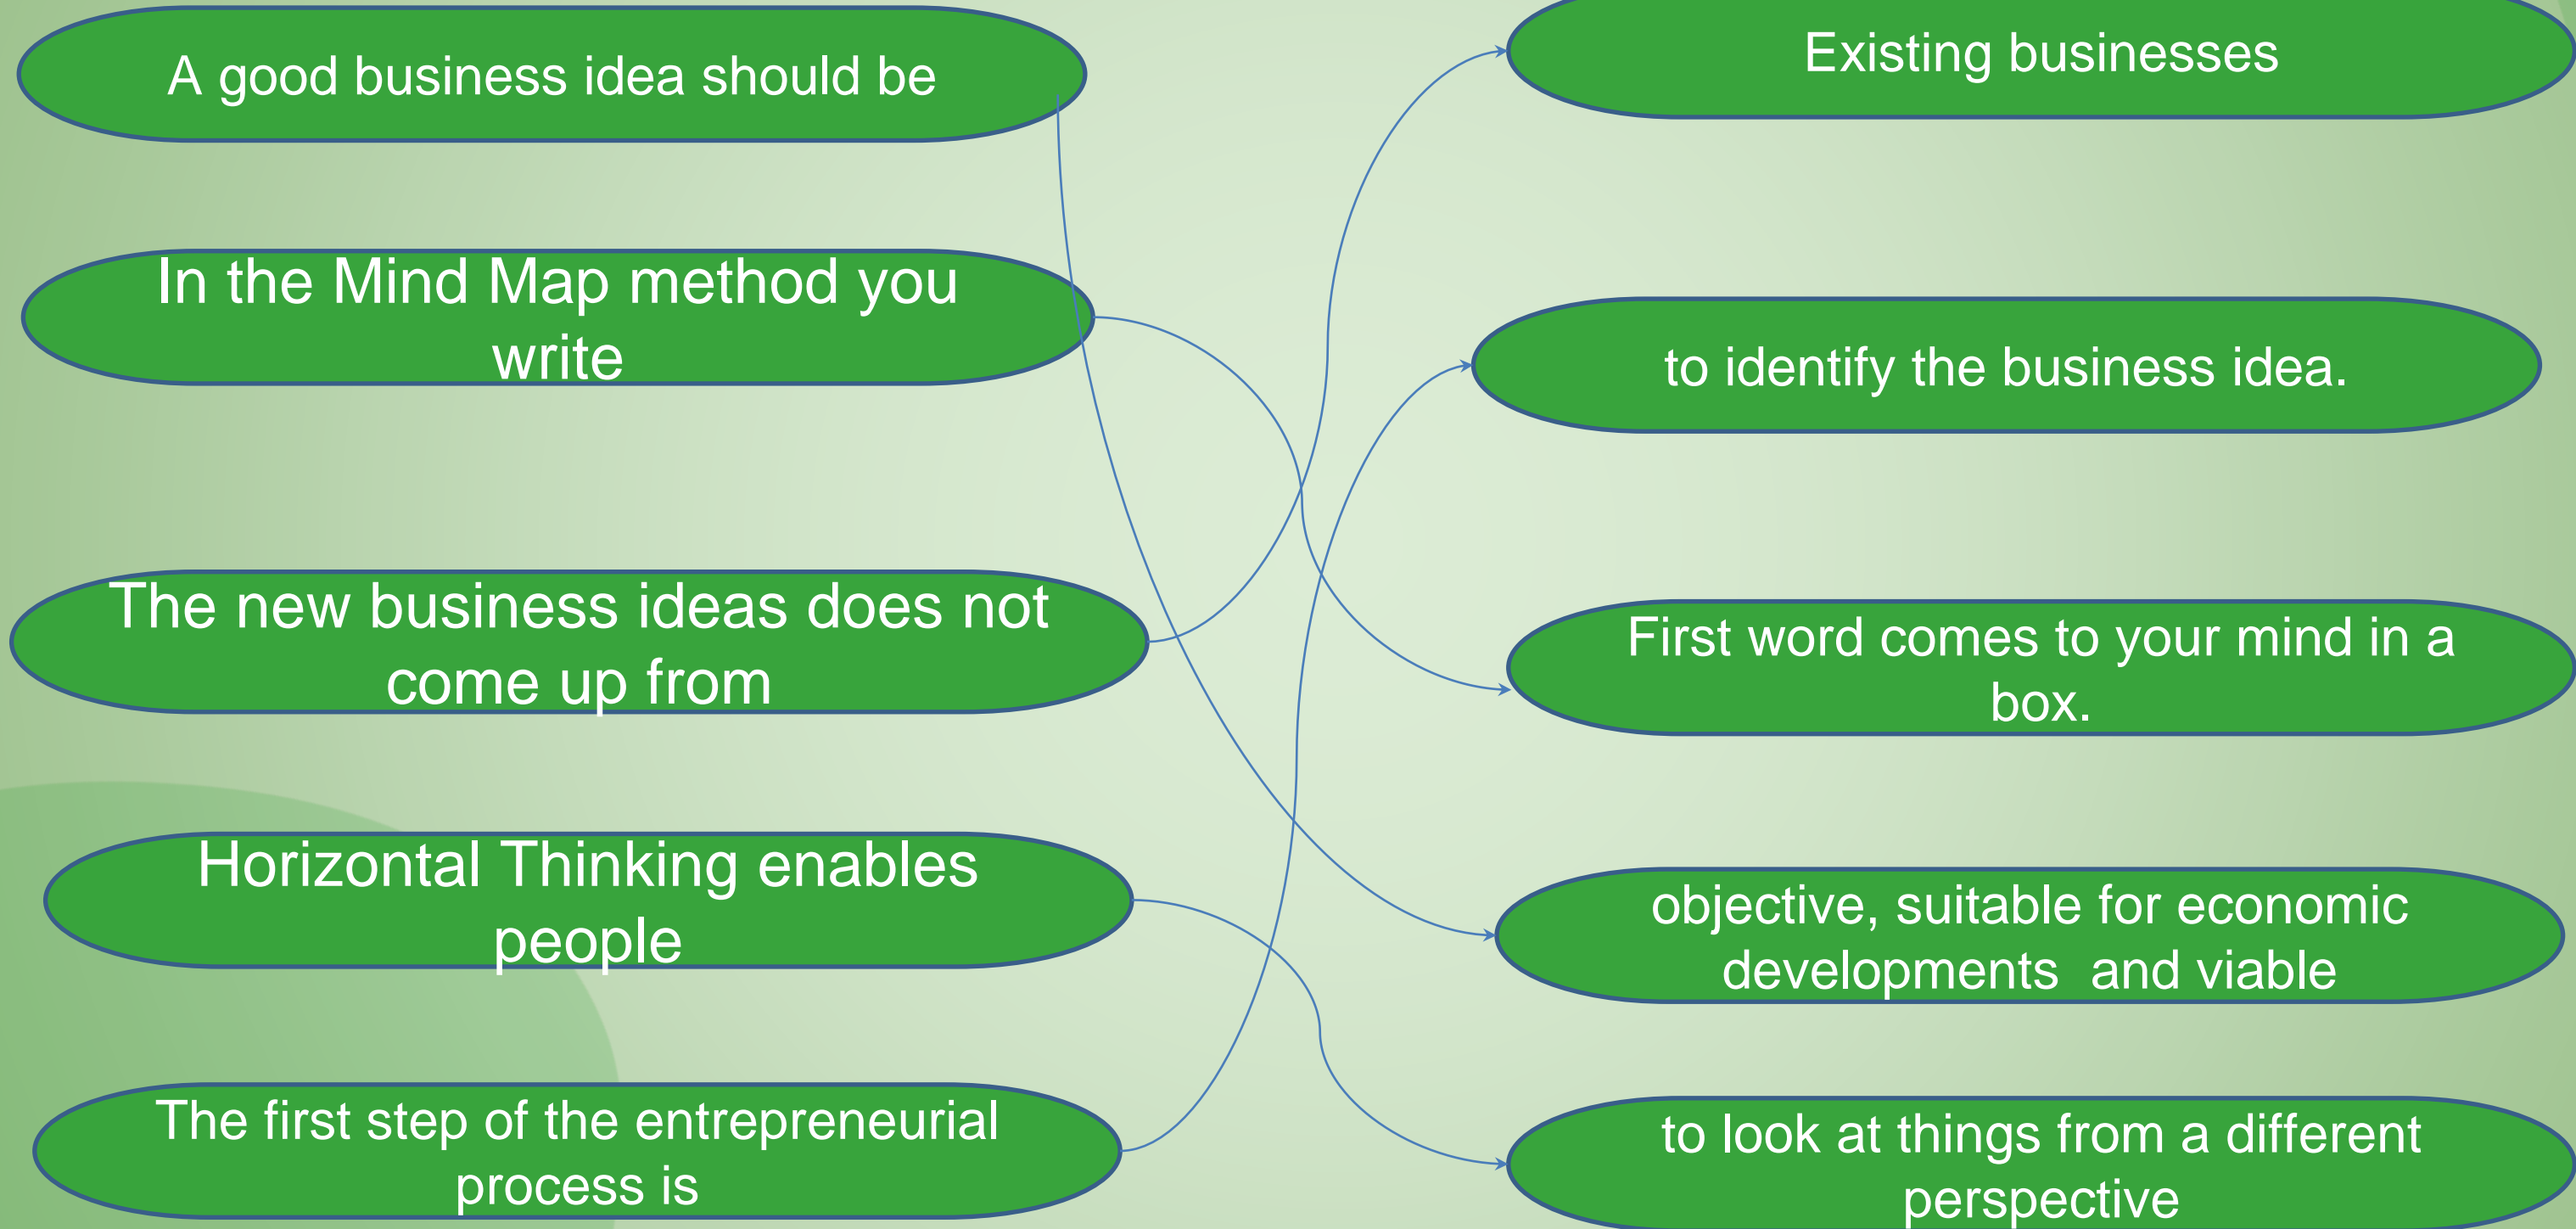 A good business idea should be
In the Mind Map method you
write
The new business ideas does not
come up from
Horizontal Thinking enables
people
The first step of the entrepreneurial
process is
Existing businesses
to identify the business idea.
First word comes to your mind in a
box.
objective, suitable for economic
developments  and viable
to look at things from a different
perspective